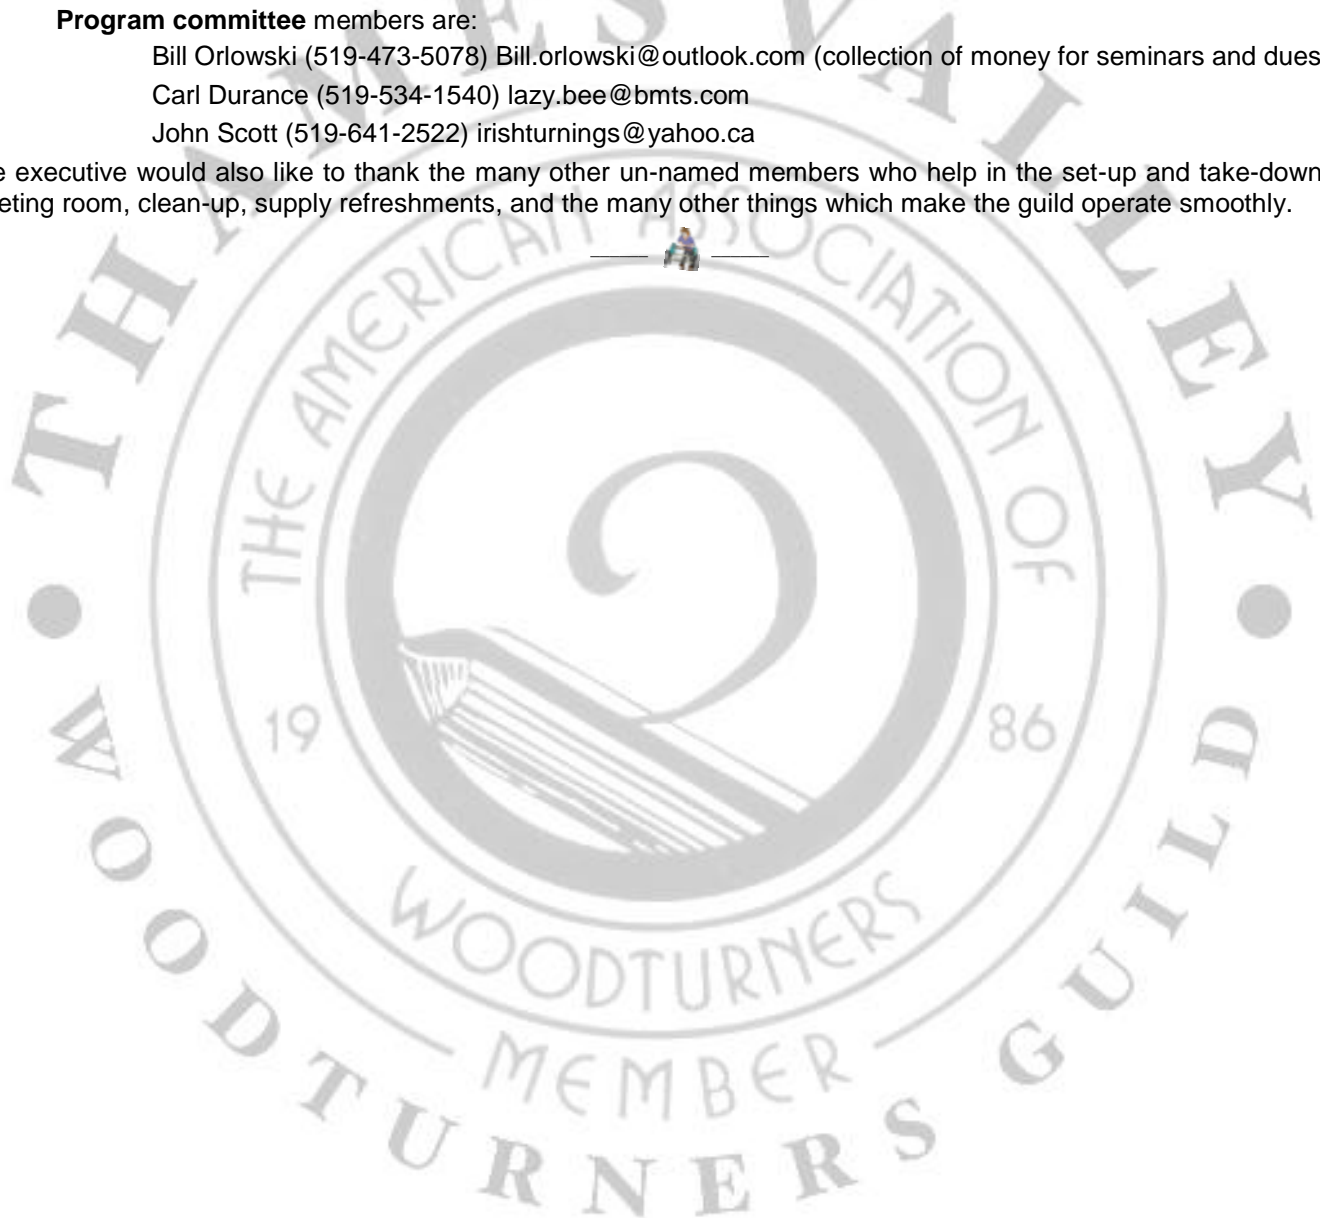 Program committee members are:
Bill Orlowski (519-473-5078) Bill.orlowski@outlook.com (collection of money for seminars and dues
Carl Durance (519-534-1540) lazy.bee@bmts.com
John Scott (519-641-2522) irishturnings@yahoo.ca
e executive would also like to thank the many other un-named members who help in the set-up and take-down
eting room, clean-up, supply refreshments, and the many other things which make the guild operate smoothly.
THAMES VALLEY
THE AMERICAN ASSOCIATION OF
19 86
WOODTURNERS
MEMBER
WOODTURNERS GUILD